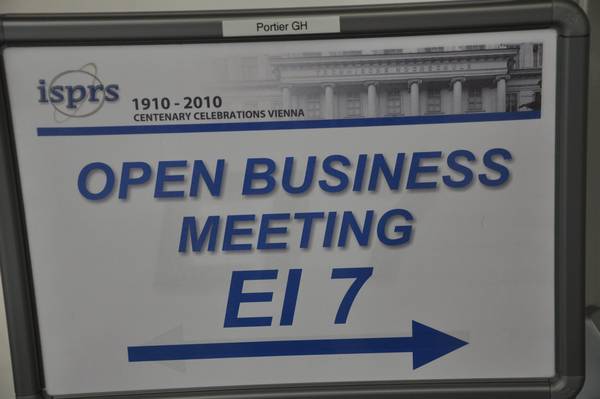 Portier GH
isprs
1910 - 2010
CENTENARY CELEBRATIONS VIENNA
OPEN BUSINESS
MEETING
EI 7